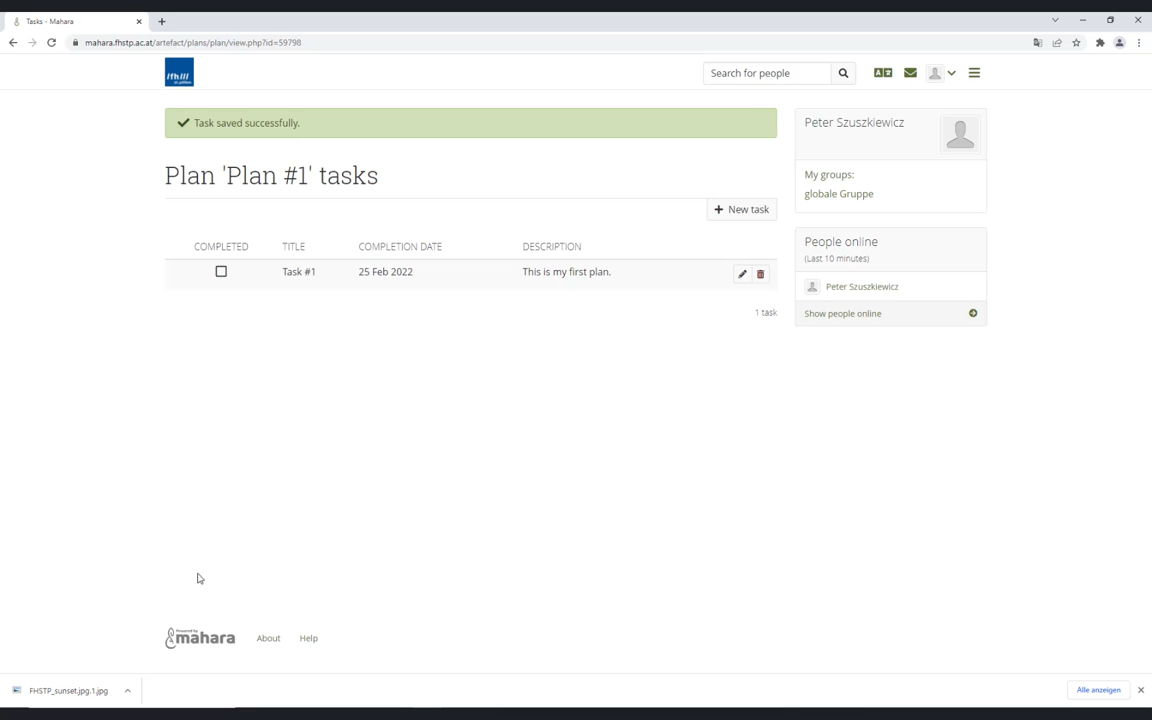 Tasks - Mahara
mahara.fhstp.ac.at/artefact/plans/plan/view.php?id=59798
Search for people
Task saved successfully.
Peter Szuszkiewicz
My groups:
globale Gruppe
Plan 'Plan #1' tasks
New task
COMPLETED TITLE COMPLETION DATE DESCRIPTION
Task #1 25 Feb 2022 This is my first plan.
1 task
People online
(Last 10 minutes)
Peter Szuszkiewicz
Show people online
Powered by
mahara About Help
FHSTP_sunset.jpg.1.jpg
Alle anzeigen